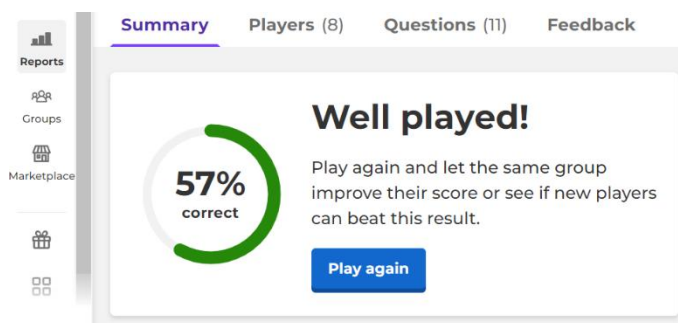 Reports
Groups
Marketplace
Summary Players (8) Questions (11) Feedback
57%
correct
Well played!
Play again and let the same group
improve their score or see if new players
can beat this result.
Play again